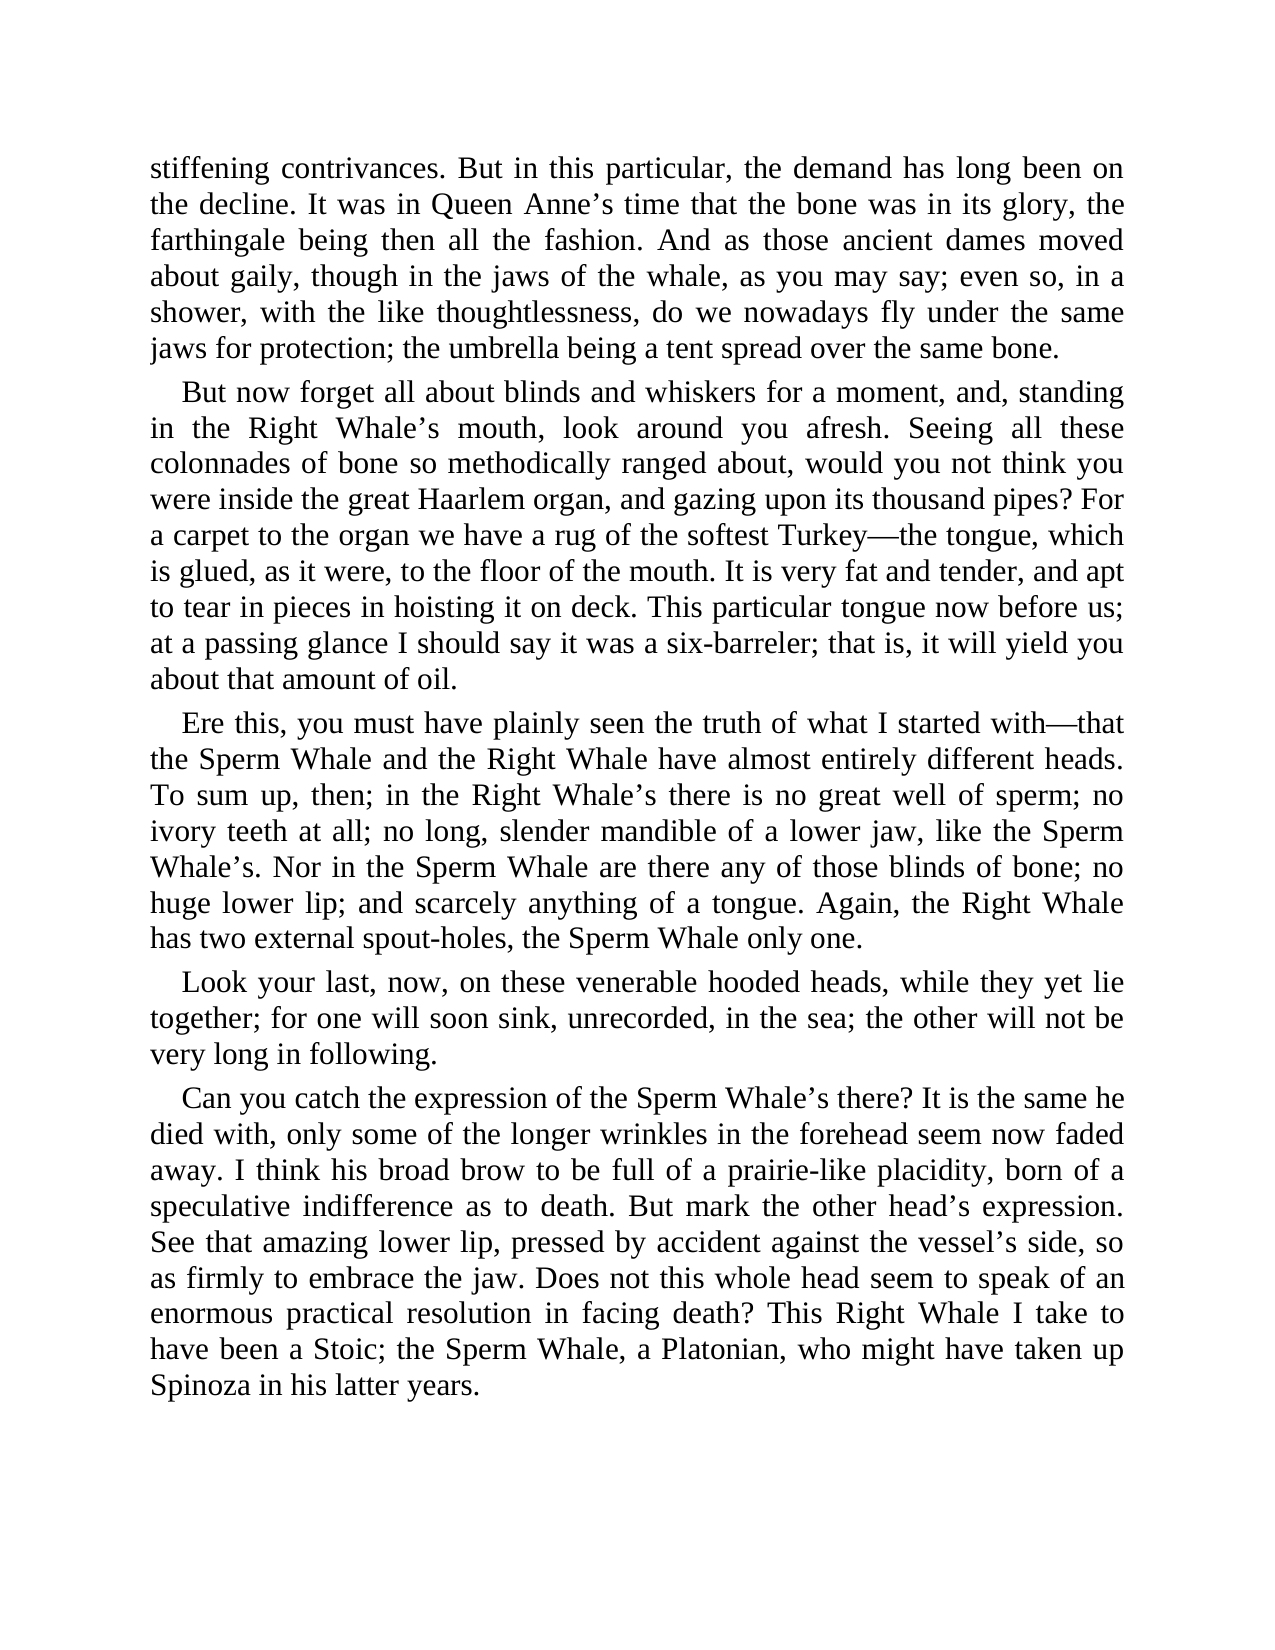 stiffening contrivances. But in this particular, the demand has long been on
the decline. It was in Queen Anne’s time that the bone was in its glory, the
farthingale being then all the fashion. And as those ancient dames moved
about gaily, though in the jaws of the whale, as you may say; even so, in a
shower, with the like thoughtlessness, do we nowadays fly under the same
jaws for protection; the umbrella being a tent spread over the same bone.
But now forget all about blinds and whiskers for a moment, and, standing
in the Right Whale’s mouth, look around you afresh. Seeing all these
colonnades of bone so methodically ranged about, would you not think you
were inside the great Haarlem organ, and gazing upon its thousand pipes? For
a carpet to the organ we have a rug of the softest Turkey—the tongue, which
is glued, as it were, to the floor of the mouth. It is very fat and tender, and apt
to tear in pieces in hoisting it on deck. This particular tongue now before us;
at a passing glance I should say it was a six-barreler; that is, it will yield you
about that amount of oil.
Ere this, you must have plainly seen the truth of what I started with—that
the Sperm Whale and the Right Whale have almost entirely different heads.
To sum up, then; in the Right Whale’s there is no great well of sperm; no
ivory teeth at all; no long, slender mandible of a lower jaw, like the Sperm
Whale’s. Nor in the Sperm Whale are there any of those blinds of bone; no
huge lower lip; and scarcely anything of a tongue. Again, the Right Whale
has two external spout-holes, the Sperm Whale only one.
Look your last, now, on these venerable hooded heads, while they yet lie
together; for one will soon sink, unrecorded, in the sea; the other will not be
very long in following.
Can you catch the expression of the Sperm Whale’s there? It is the same he
died with, only some of the longer wrinkles in the forehead seem now faded
away. I think his broad brow to be full of a prairie-like placidity, born of a
speculative indifference as to death. But mark the other head’s expression.
See that amazing lower lip, pressed by accident against the vessel’s side, so
as firmly to embrace the jaw. Does not this whole head seem to speak of an
enormous practical resolution in facing death? This Right Whale I take to
have been a Stoic; the Sperm Whale, a Platonian, who might have taken up
Spinoza in his latter years.